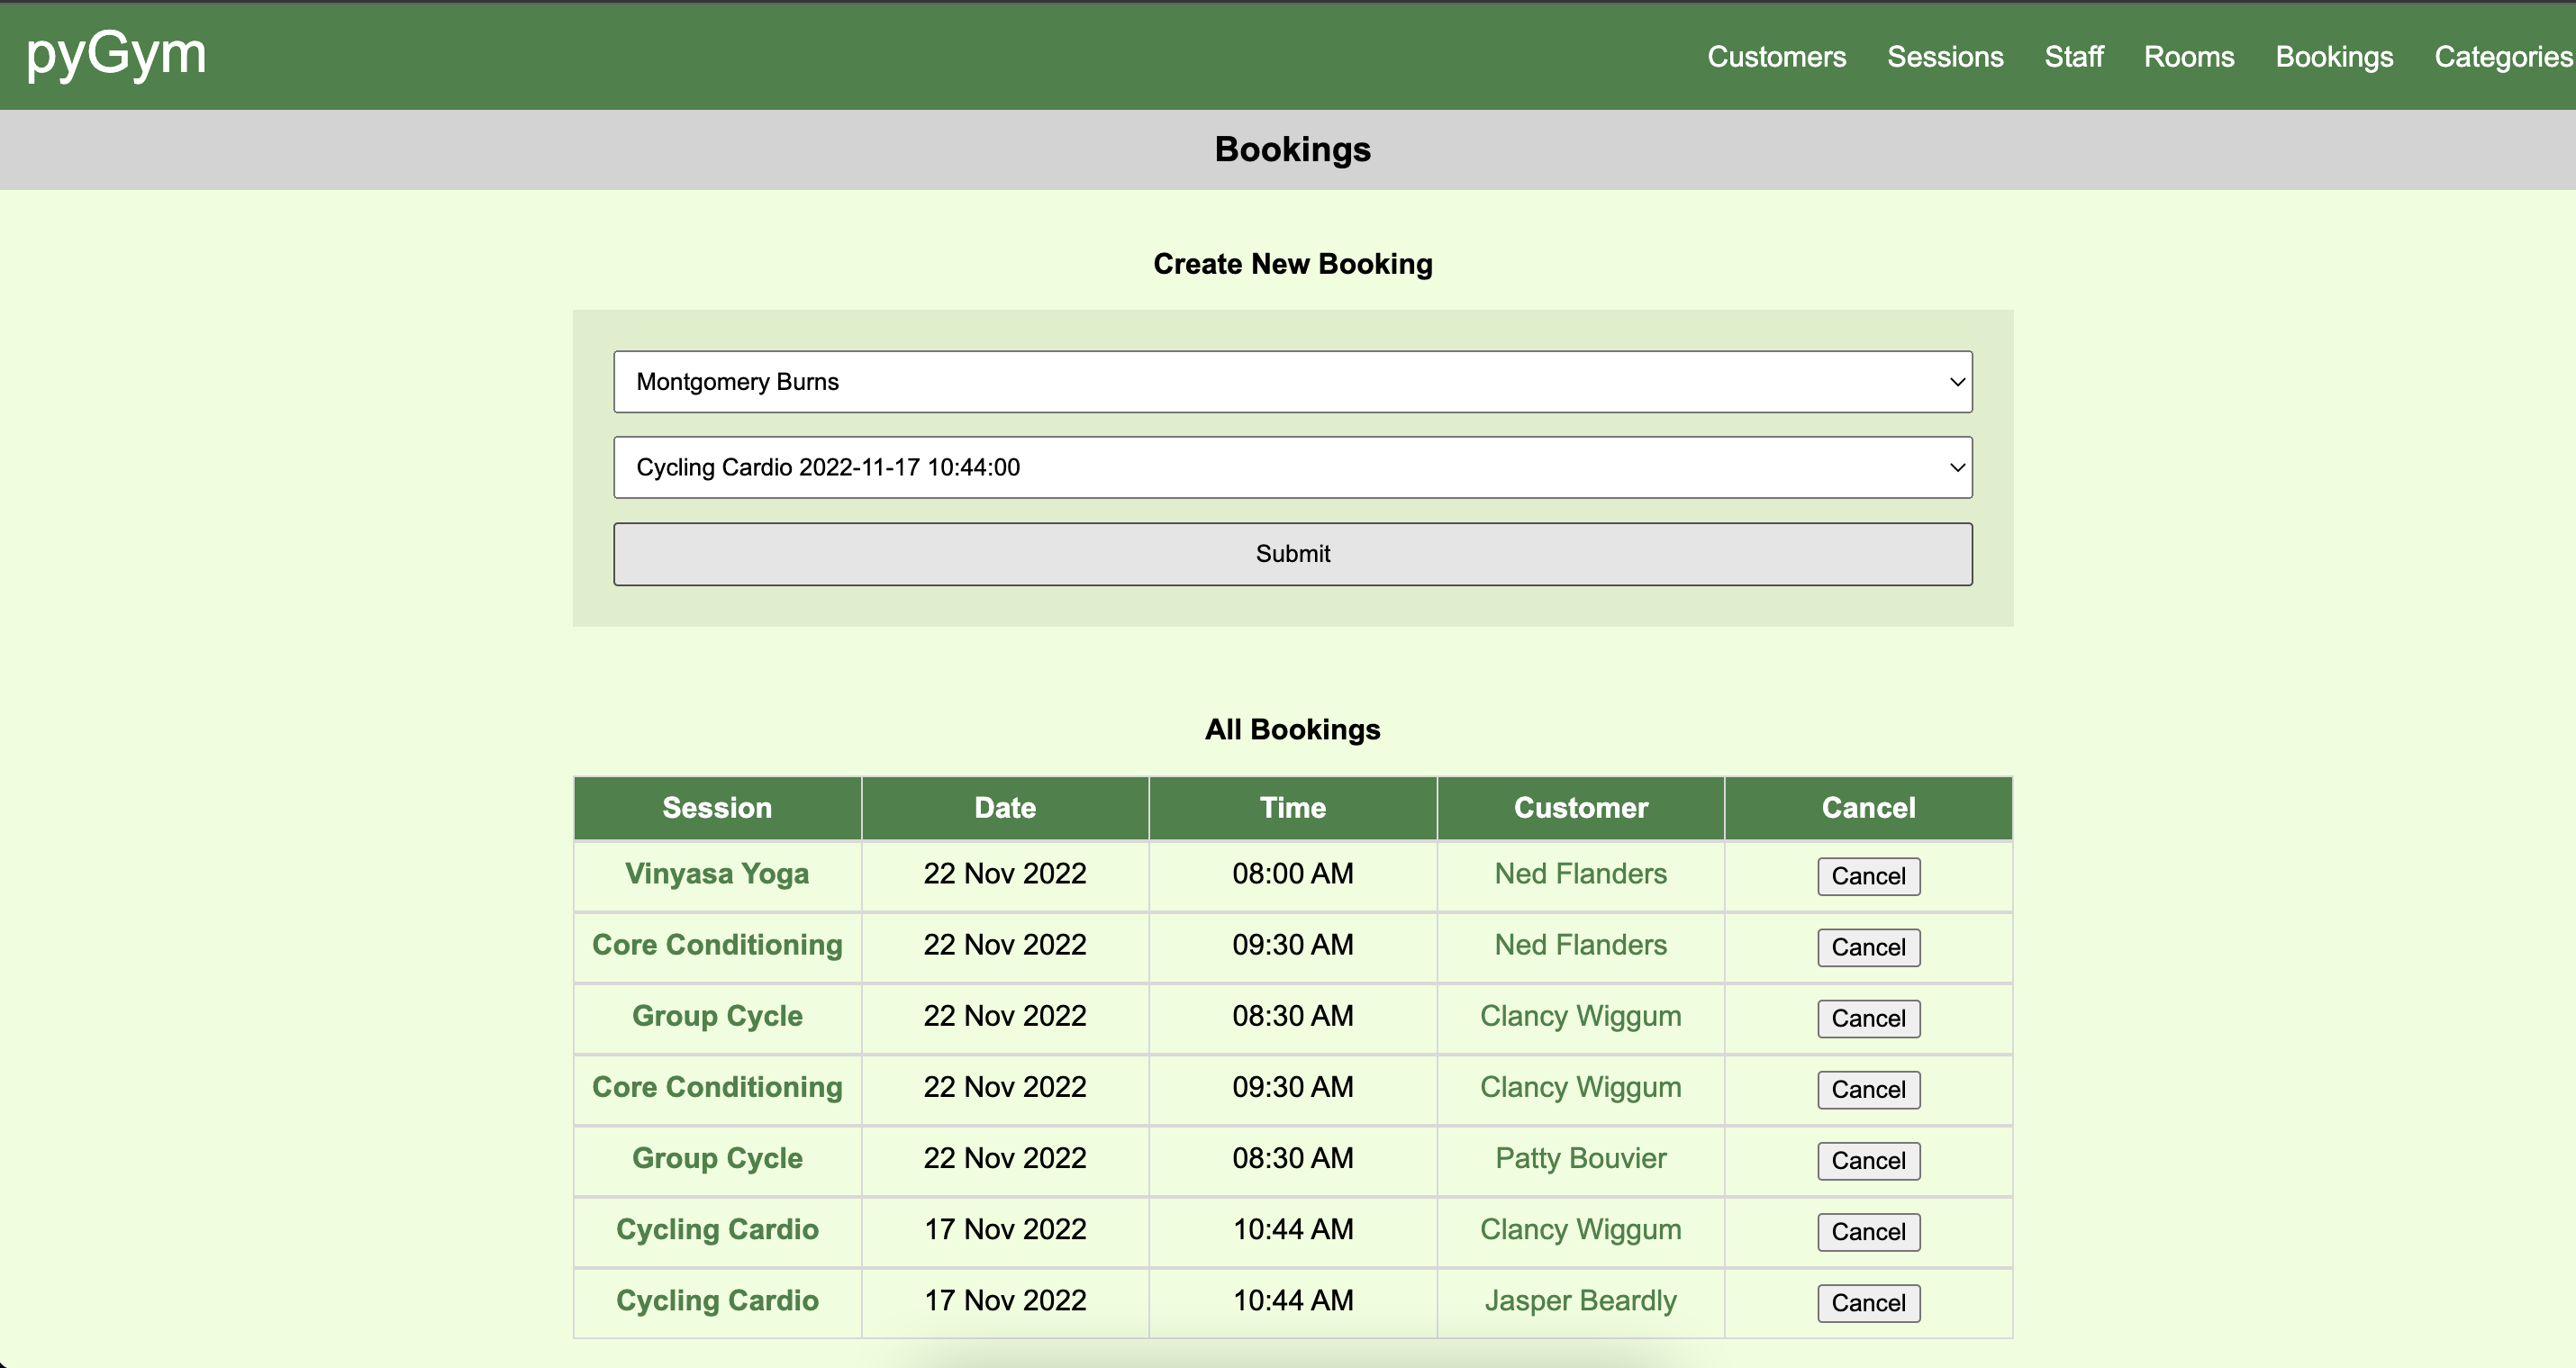 pyGym Customers Sessions Staff Rooms Bookings Categories
Bookings
Create New Booking
Montgomery Burns
Cycling Cardio 2022-11-17 10:44:00
Submit
All Bookings
Session Date Time Customer Cancel
Vinyasa Yoga 22 Nov 2022 08:00 AM Ned Flanders Cancel
Core Conditioning 22 Nov 2022 09:30 AM Ned Flanders Cancel
Group Cycle 22 Nov 2022 08:30 AM Clancy Wiggum Cancel
Core Conditioning 22 Nov 2022 09:30 AM Clancy Wiggum Cancel
Group Cycle 22 Nov 2022 08:30 AM Patty Bouvier Cancel
Cycling Cardio 17 Nov 2022 10:44 AM Clancy Wiggum Cancel
Cycling Cardio 17 Nov 2022 10:44 AM Jasper Beardly Cancel